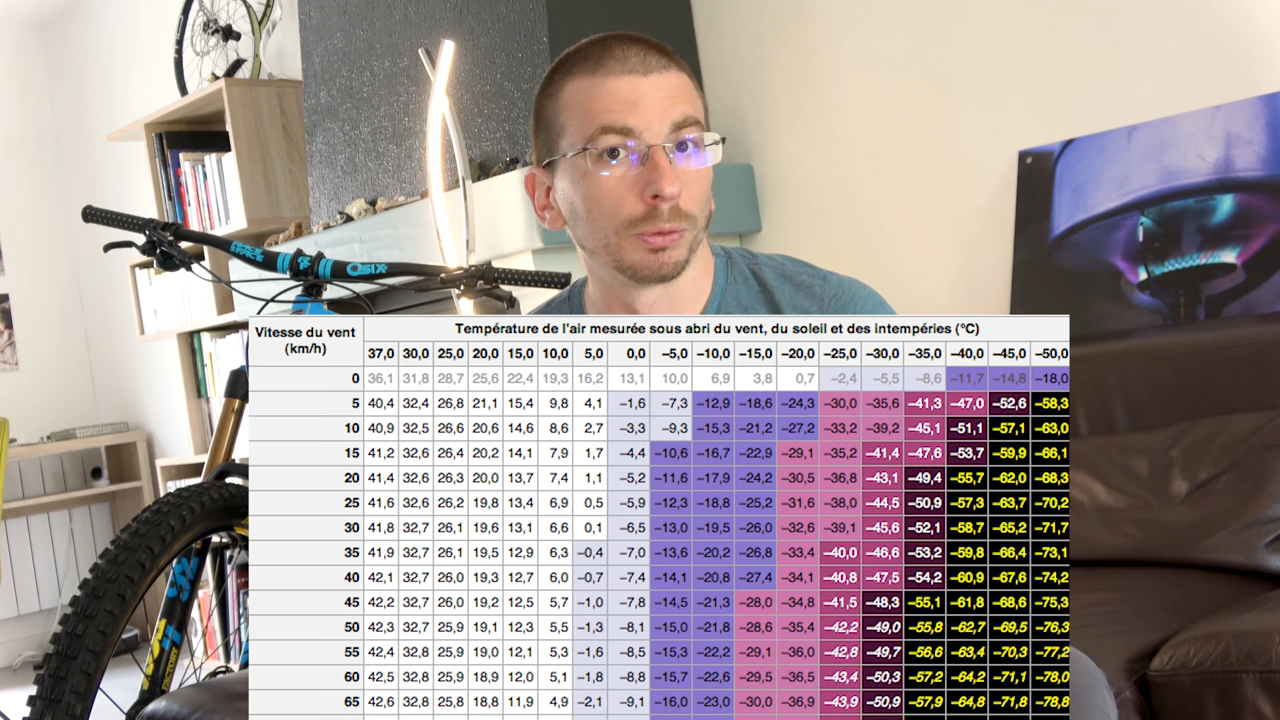 RACE FACE
SIX
FACTORY
Vitesse du vent (km/h)
Température de l'air mesurée sous abri du vent, du soleil et des intempéries (°C)
37,0 30,0 25,0 20,0 15,0 10,0 5,0 0,0 –5,0 –10,0 –15,0 –20,0 –25,0 –30,0 –35,0 –40,0 –45,0 –50,0
0 36,1 31,8 28,7 25,6 22,4 19,3 16,2 13,1 10,0 6,9 3,8 0,7 –2,4 –5,5 –8,6 –11,7 –14,8 –18,0
5 40,4 32,4 26,8 21,1 15,4 9,8 4,1 –1,6 –7,3 –12,9 –18,6 –24,3 –30,0 –35,6 –41,3 –47,0 –52,6 –58,3
10 40,9 32,5 26,6 20,6 14,6 8,6 2,7 –3,3 –9,3 –15,3 –21,2 –27,2 –33,2 –39,2 –45,1 –51,1 –57,1 –63,0
15 41,2 32,6 26,4 20,2 14,1 7,9 1,7 –4,4 –10,6 –16,7 –22,9 –29,1 –35,2 –41,4 –47,6 –53,7 –59,9 –66,1
20 41,4 32,6 26,3 20,0 13,7 7,4 1,1 –5,2 –11,6 –17,9 –24,2 –30,5 –36,8 –43,1 –49,4 –55,7 –62,0 –68,3
25 41,6 32,6 26,2 19,8 13,4 6,9 0,5 –5,9 –12,3 –18,8 –25,2 –31,6 –38,0 –44,5 –50,9 –57,3 –63,7 –70,2
30 41,8 32,7 26,1 19,6 13,1 6,6 0,1 –6,5 –13,0 –19,5 –26,0 –32,6 –39,1 –45,6 –52,1 –58,7 –65,2 –71,7
35 41,9 32,7 26,1 19,5 12,9 6,3 –0,4 –7,0 –13,6 –20,2 –26,8 –33,4 –40,0 –46,6 –53,2 –59,8 –66,4 –73,1
40 42,1 32,7 26,0 19,3 12,7 6,0 –0,7 –7,4 –14,1 –20,8 –27,4 –34,1 –40,8 –47,5 –54,2 –60,9 –67,6 –74,2
45 42,2 32,7 26,0 19,2 12,5 5,7 –1,0 –7,8 –14,5 –21,3 –28,0 –34,8 –41,5 –48,3 –55,1 –61,8 –68,6 –75,3
50 42,3 32,7 25,9 19,1 12,3 5,5 –1,3 –8,1 –15,0 –21,8 –28,6 –35,4 –42,2 –49,0 –55,8 –62,7 –69,5 –76,3
55 42,4 32,8 25,9 19,0 12,1 5,3 –1,6 –8,5 –15,3 –22,2 –29,1 –36,0 –42,8 –49,7 –56,6 –63,4 –70,3 –77,2
60 42,5 32,8 25,9 18,9 12,0 5,1 –1,8 –8,8 –15,7 –22,6 –29,5 –36,5 –43,4 –50,3 –57,2 –64,2 –71,1 –78,0
65 42,6 32,8 25,8 18,8 11,9 4,9 –2,1 –9,1 –16,0 –23,0 –30,0 –36,9 –43,9 –50,9 –57,9 –64,8 –71,8 –78,8